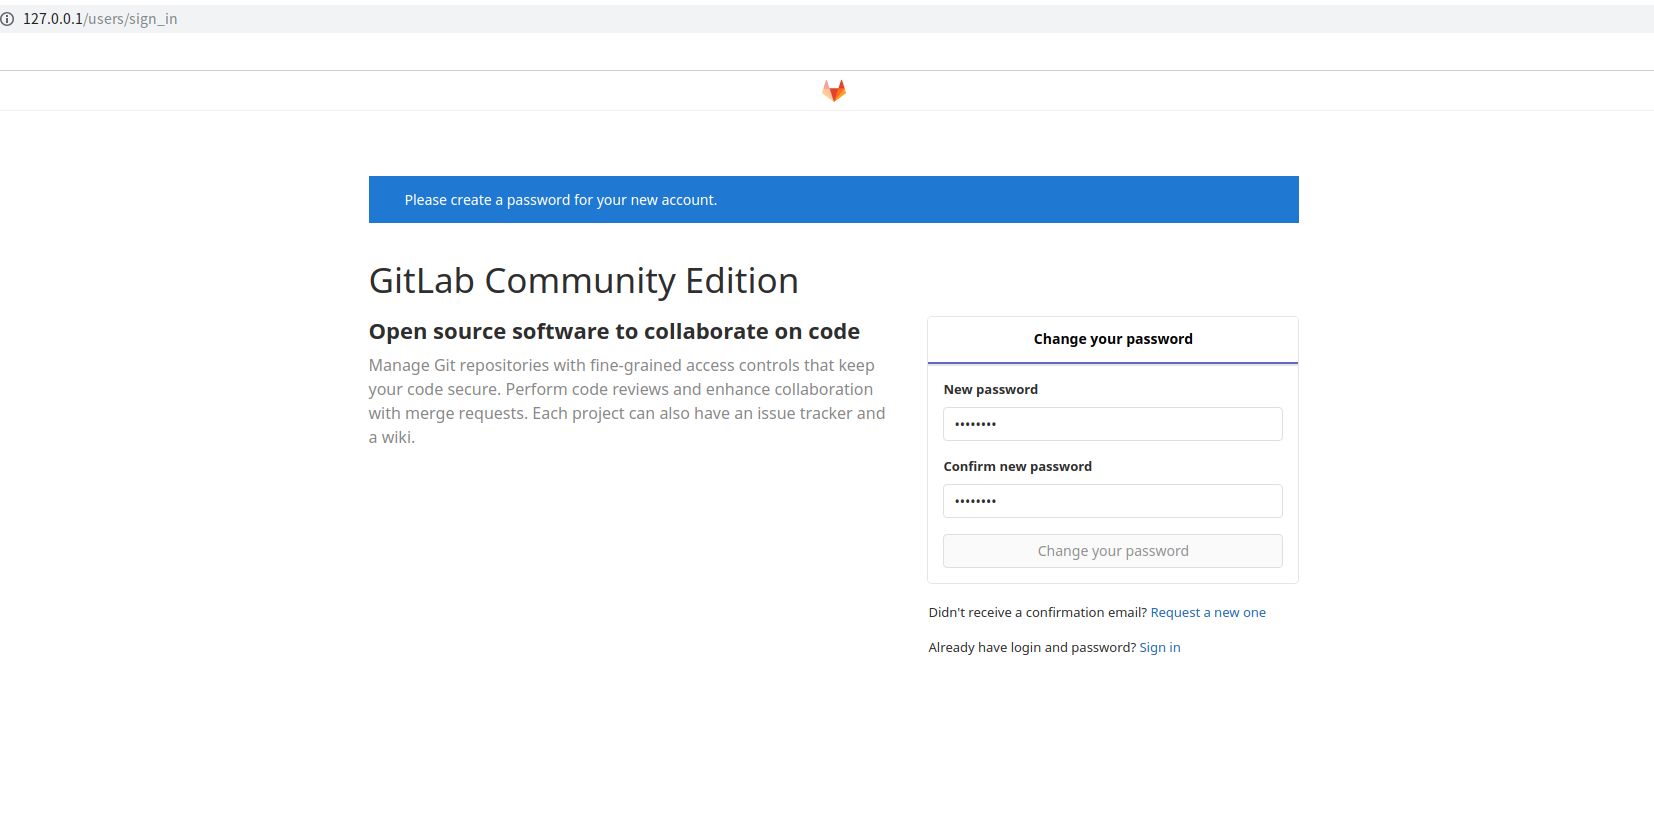 127.0.0.1/users/sign_in
Please create a password for your new account.
GitLab Community Edition
Open source software to collaborate on code
Manage Git repositories with fine-grained access controls that keep
your code secure. Perform code reviews and enhance collaboration
with merge requests. Each project can also have an issue tracker and
a wiki.
Change your password
New password
••••••••
Confirm new password
••••••••
Change your password
Didn't receive a confirmation email? Request a new one
Already have login and password? Sign in